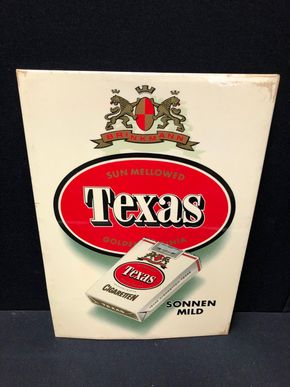 BRINKMANN
SUN MELLOWED
Texas
GOLDEN
Texas
CIGARETTEN
SONNEN
MILD